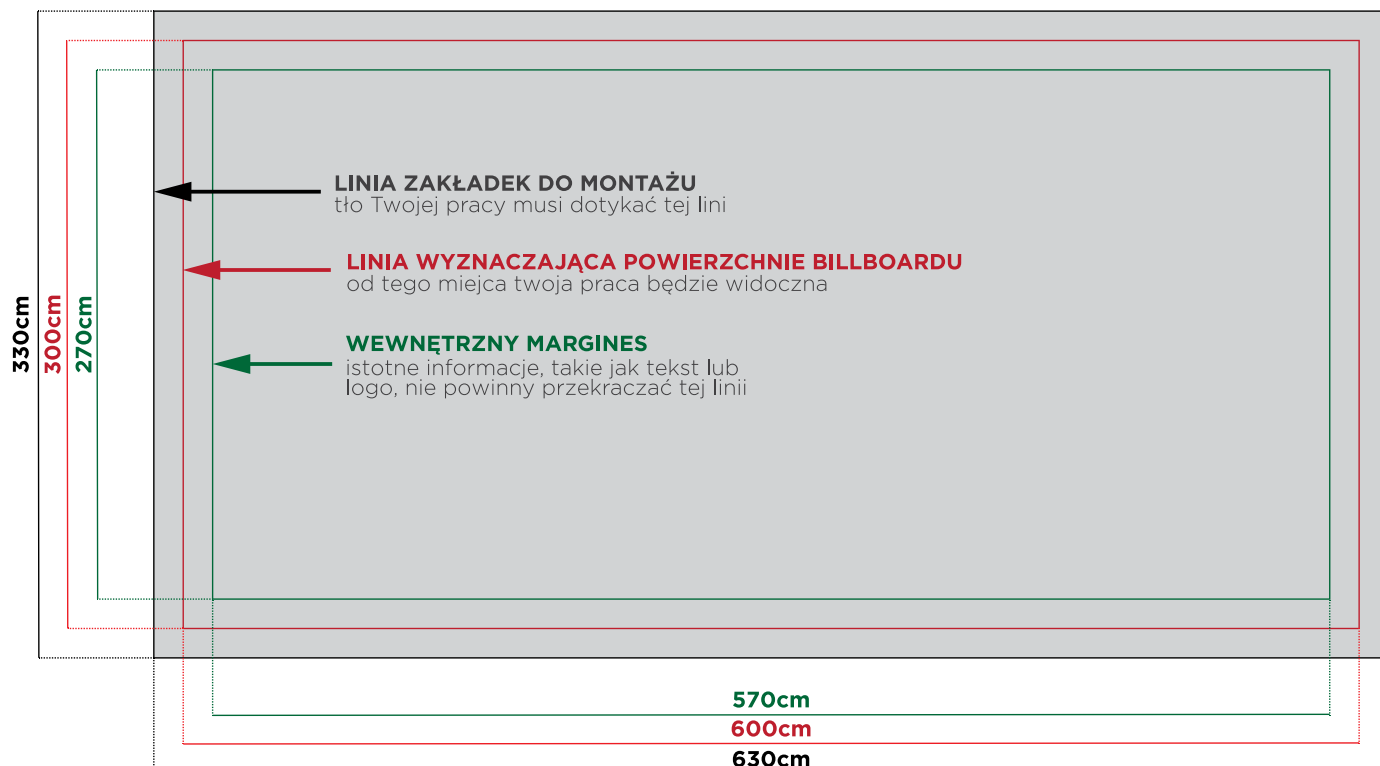 LINIA ZAKŁADEK DO MONTAŻU
tło Twojej pracy musi dotykać tej lini
LINIA WYZNACZAJĄCA POWIERZCHNIE BILLBOARDU
od tego miejca twoja praca będzie widoczna
WEWNĘTRZNY MARGINES
istotne informacje, takie jak tekst lub
logo, nie powinny przekraczać tej linii
330cm
300cm
270cm
570cm
600cm
630cm